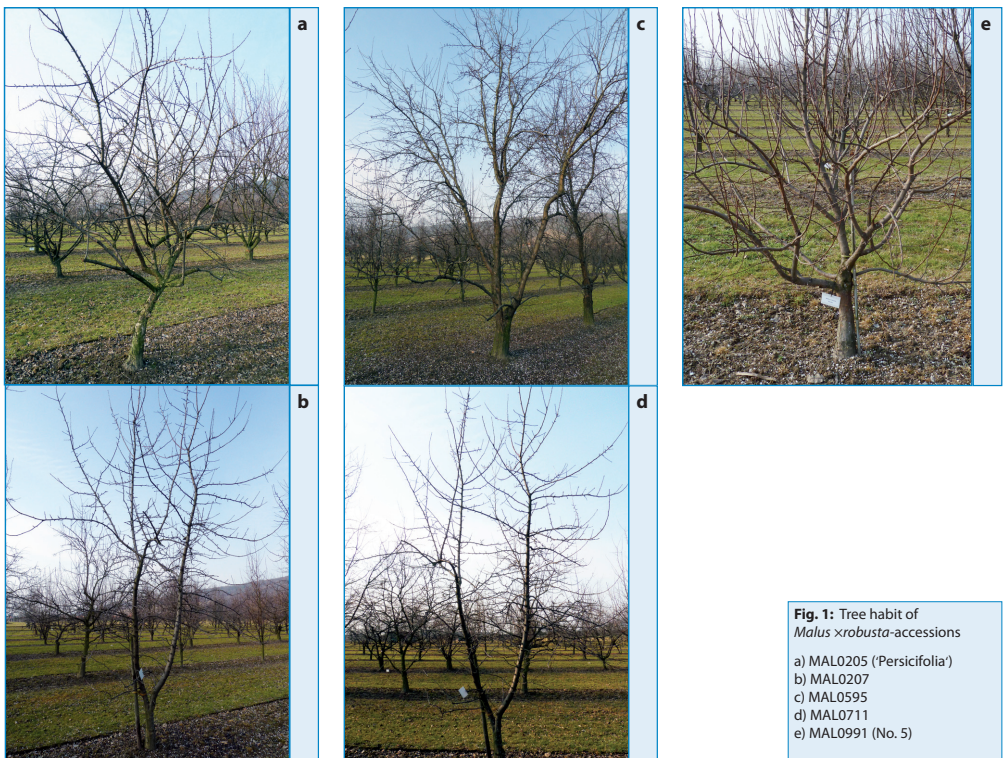 a
c
e
b
d
Fig. 1: Tree habit of
Malus ×robusta-accessions
a) MAL0205 (‘Persicifolia‘)
b) MAL0207
c) MAL0595
d) MAL0711
e) MAL0991 (No. 5)